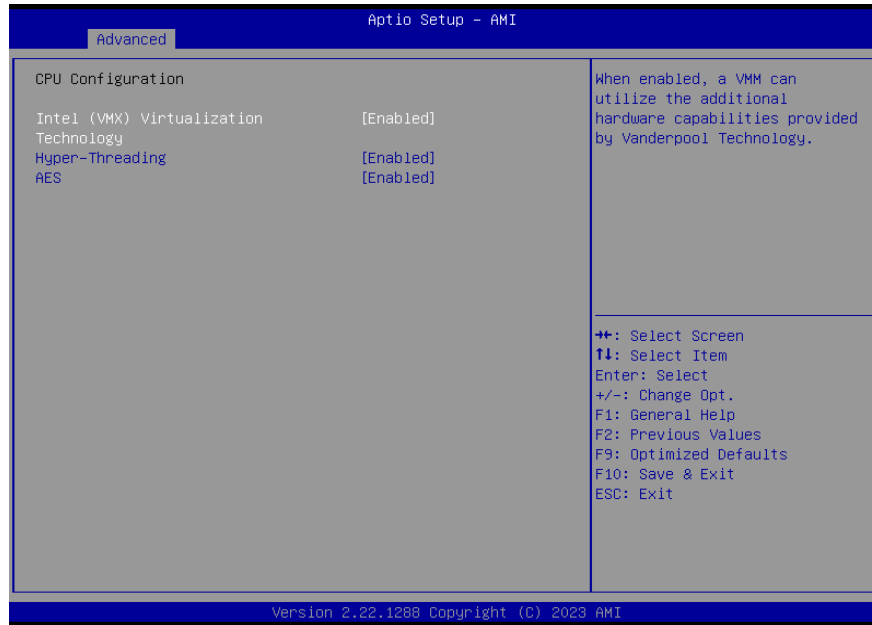 Aptio Setup – AMI
Advanced
CPU Configuration
Intel (VMX) Virtualization [Enabled]
Technology
Hyper-Threading [Enabled]
AES [Enabled]
When enabled, a VMM can
utilize the additional
hardware capabilities provided
by Vanderpool Technology.
→←: Select Screen
↑↓: Select Item
Enter: Select
+/-: Change Opt.
F1: General Help
F2: Previous Values
F9: Optimized Defaults
F10: Save & Exit
ESC: Exit
Version 2.22.1288 Copyright (C) 2023 AMI